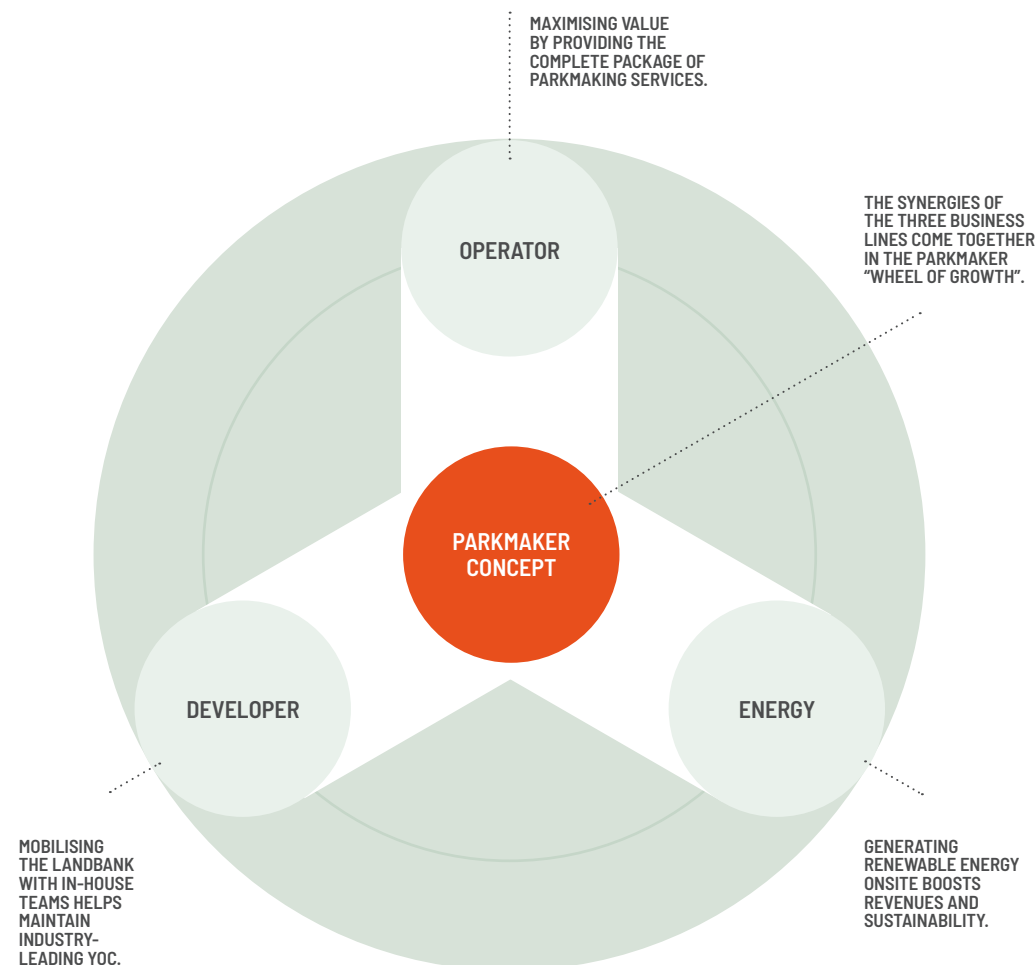 MAXIMISING VALUE
BY PROVIDING THE
COMPLETE PACKAGE OF
PARKMAKING SERVICES.
THE SYNERGIES OF
THE THREE BUSINESS
LINES COME TOGETHER
IN THE PARKMAKER
“WHEEL OF GROWTH”.
OPERATOR
PARKMAKER
CONCEPT
DEVELOPER
ENERGY
MOBILISING
THE LANDBANK
WITH IN-HOUSE
TEAMS HELPS
MAINTAIN
INDUSTRY-
LEADING YOC.
GENERATING
RENEWABLE ENERGY
ONSITE BOOSTS
REVENUES AND
SUSTAINABILITY.